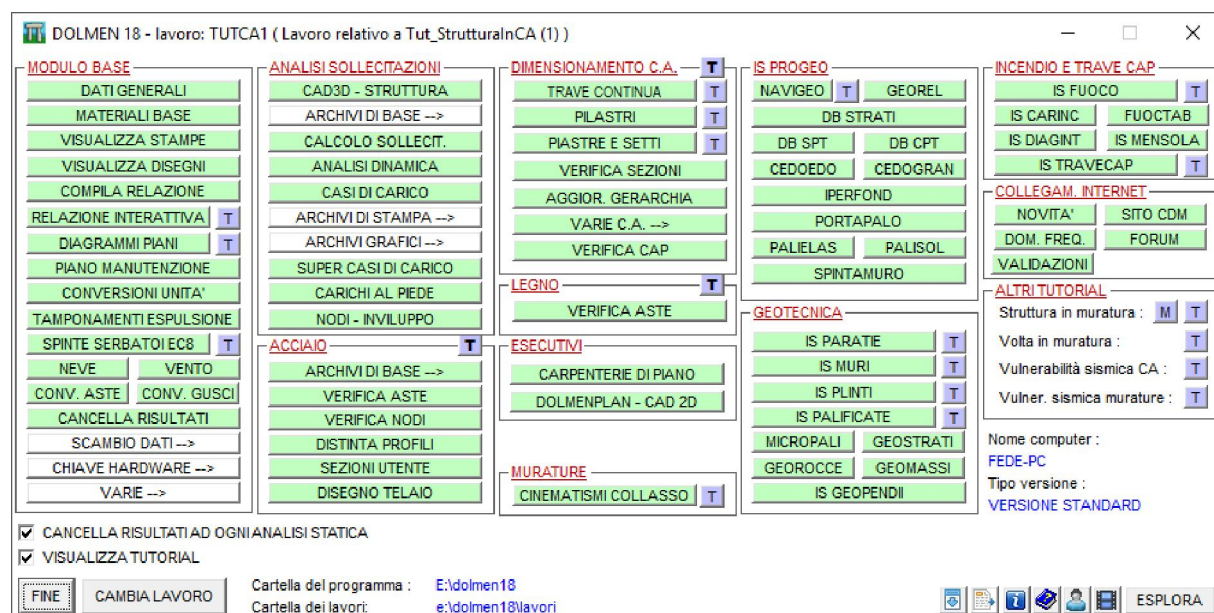 DOLMEN 18 - lavoro: TUTCA1 ( Lavoro relativo a Tut_StrutturaInCA (1) )
MODULO BASE
DATI GENERALI
MATERIALI BASE
VISUALIZZA STAMPE
VISUALIZZA DISEGNI
COMPILA RELAZIONE
RELAZIONE INTERATTIVA T
DIAGRAMMI PIANI T
PIANO MANUTENZIONE
CONVERSIONI UNITA'
TAMPONAMENTI ESPULSIONE
SPINTE SERBATOI EC8 T
NEVE VENTO
CONV. ASTE CONV. GUSCI
CANCELLA RISULTATI
SCAMBIO DATI -->
CHIAVE HARDWARE -->
VARIE -->
ANALISI SOLLECITAZIONI
CAD3D - STRUTTURA
ARCHIVI DI BASE -->
CALCOLO SOLLECIT.
ANALISI DINAMICA
CASI DI CARICO
ARCHIVI DI STAMPA -->
ARCHIVI GRAFICI -->
SUPER CASI DI CARICO
CARICHI AL PIEDE
NODI - INVILUPPO
ACCIAIO T
ARCHIVI DI BASE -->
VERIFICA ASTE
VERIFICA NODI
DISTINTA PROFILI
SEZIONI UTENTE
DISEGNO TELAIO
DIMENSIONAMENTO C.A. T
TRAVE CONTINUA T
PILASTRI T
PIASTRE E SETTI T
VERIFICA SEZIONI
AGGIOR. GERARCHIA
VARIE C.A. -->
VERIFICA CAP
LEGNO T
VERIFICA ASTE
ESECUTIVI
CARPENTERIE DI PIANO
DOLMENPLAN - CAD 2D
MURATURE
CINEMATISMI COLLASSO T
IS PROGEO
NAVIGEO T GEOREL
DB STRATI
DB SPT DB CPT
CEDOEDO CEDOGRAN
IPERFOND
PORTAPALO
PALIELAS PALISOL
SPINTAMURO
GEOTECNICA
IS PARATIE T
IS MURI T
IS PLINTI T
IS PALIFICATE T
MICROPALI GEOSTRATI
GEOROCCE GEOMASSI
IS GEOPENDII
INCENDIO E TRAVE CAP
IS FUOCO T
IS CARINC FUOCTAB
IS DIAGINT IS MENSOLA
IS TRAVECAP T
COLLEGAM. INTERNET
NOVITA' SITO CDM
DOM. FREQ. FORUM
VALIDAZIONI
ALTRI TUTORIAL
Struttura in muratura : M T
Volta in muratura : T
Vulnerabilità sismica CA : T
Vulner. sismica murature : T
Nome computer :
FEDE-PC
Tipo versione :
VERSIONE STANDARD
CANCELLA RISULTATI AD OGNI ANALISI STATICA
VISUALIZZA TUTORIAL
FINE CAMBIA LAVORO
Cartella del programma : E:\dolmen18
Cartella dei lavori: e:\dolmen18\lavori
ESPLORA